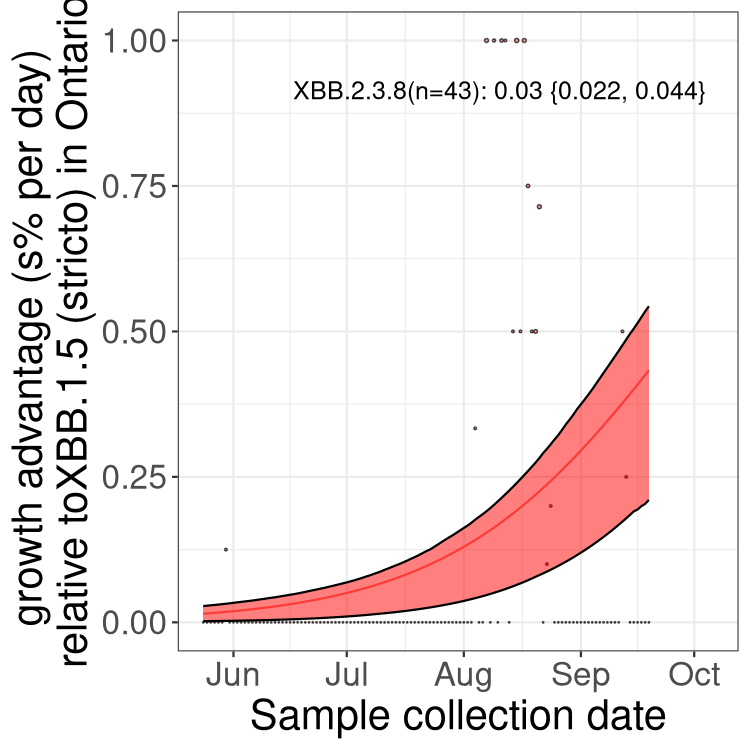 growth advantage (s% per day)
relative toXBB.1.5 (stricto) in Ontario
1.00
0.75
0.50
0.25
0.00
XBB.2.3.8(n=43): 0.03 {0.022, 0.044}
Jun Jul Aug Sep Oct
Sample collection date